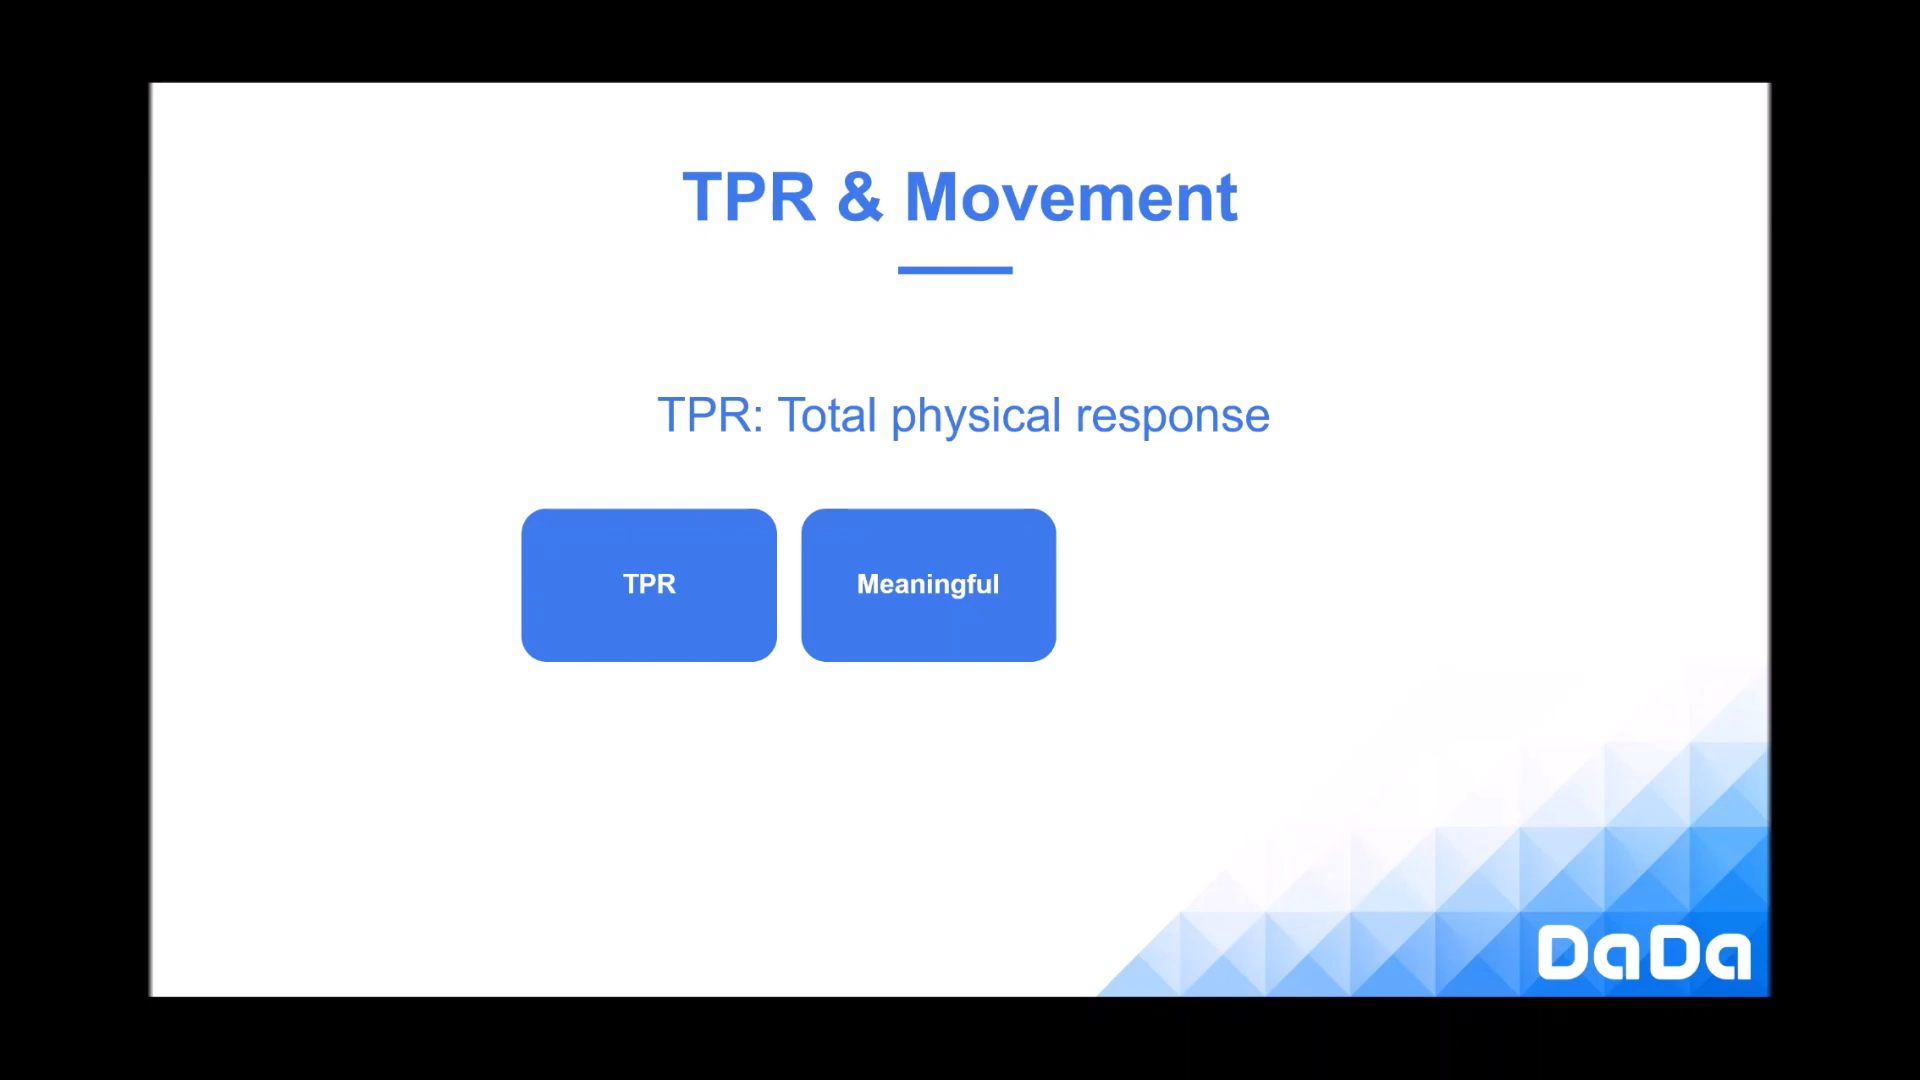 TPR & Movement
TPR: Total physical response
TPR
Meaningful
DaDa